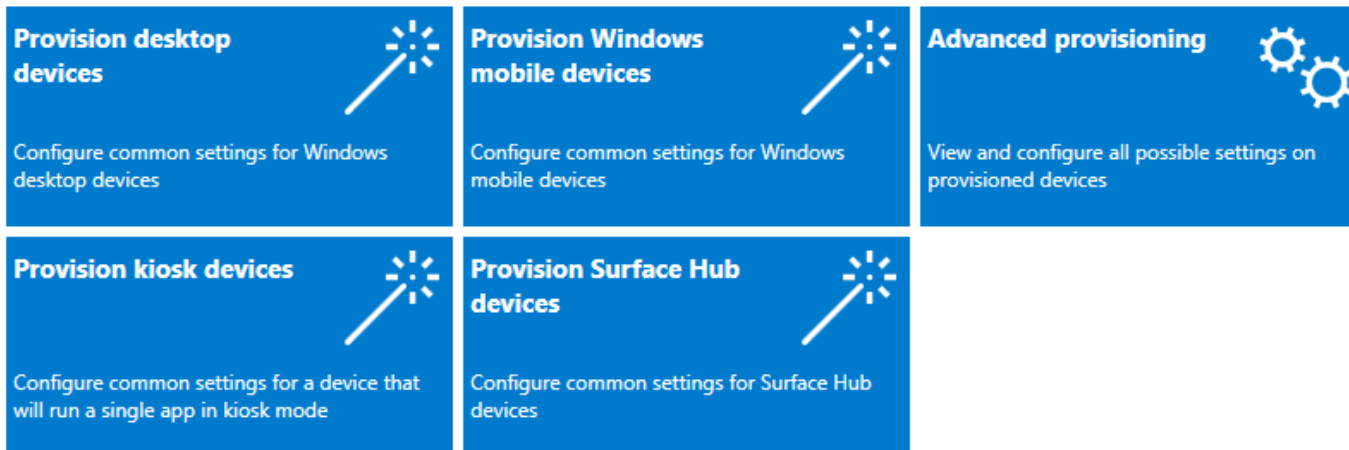 Provision desktop
devices
Configure common settings for Windows
desktop devices
Provision Windows
mobile devices
Configure common settings for Windows
mobile devices
Advanced provisioning
View and configure all possible settings on
provisioned devices
Provision kiosk devices
Configure common settings for a device that
will run a single app in kiosk mode
Provision Surface Hub
devices
Configure common settings for Surface Hub
devices